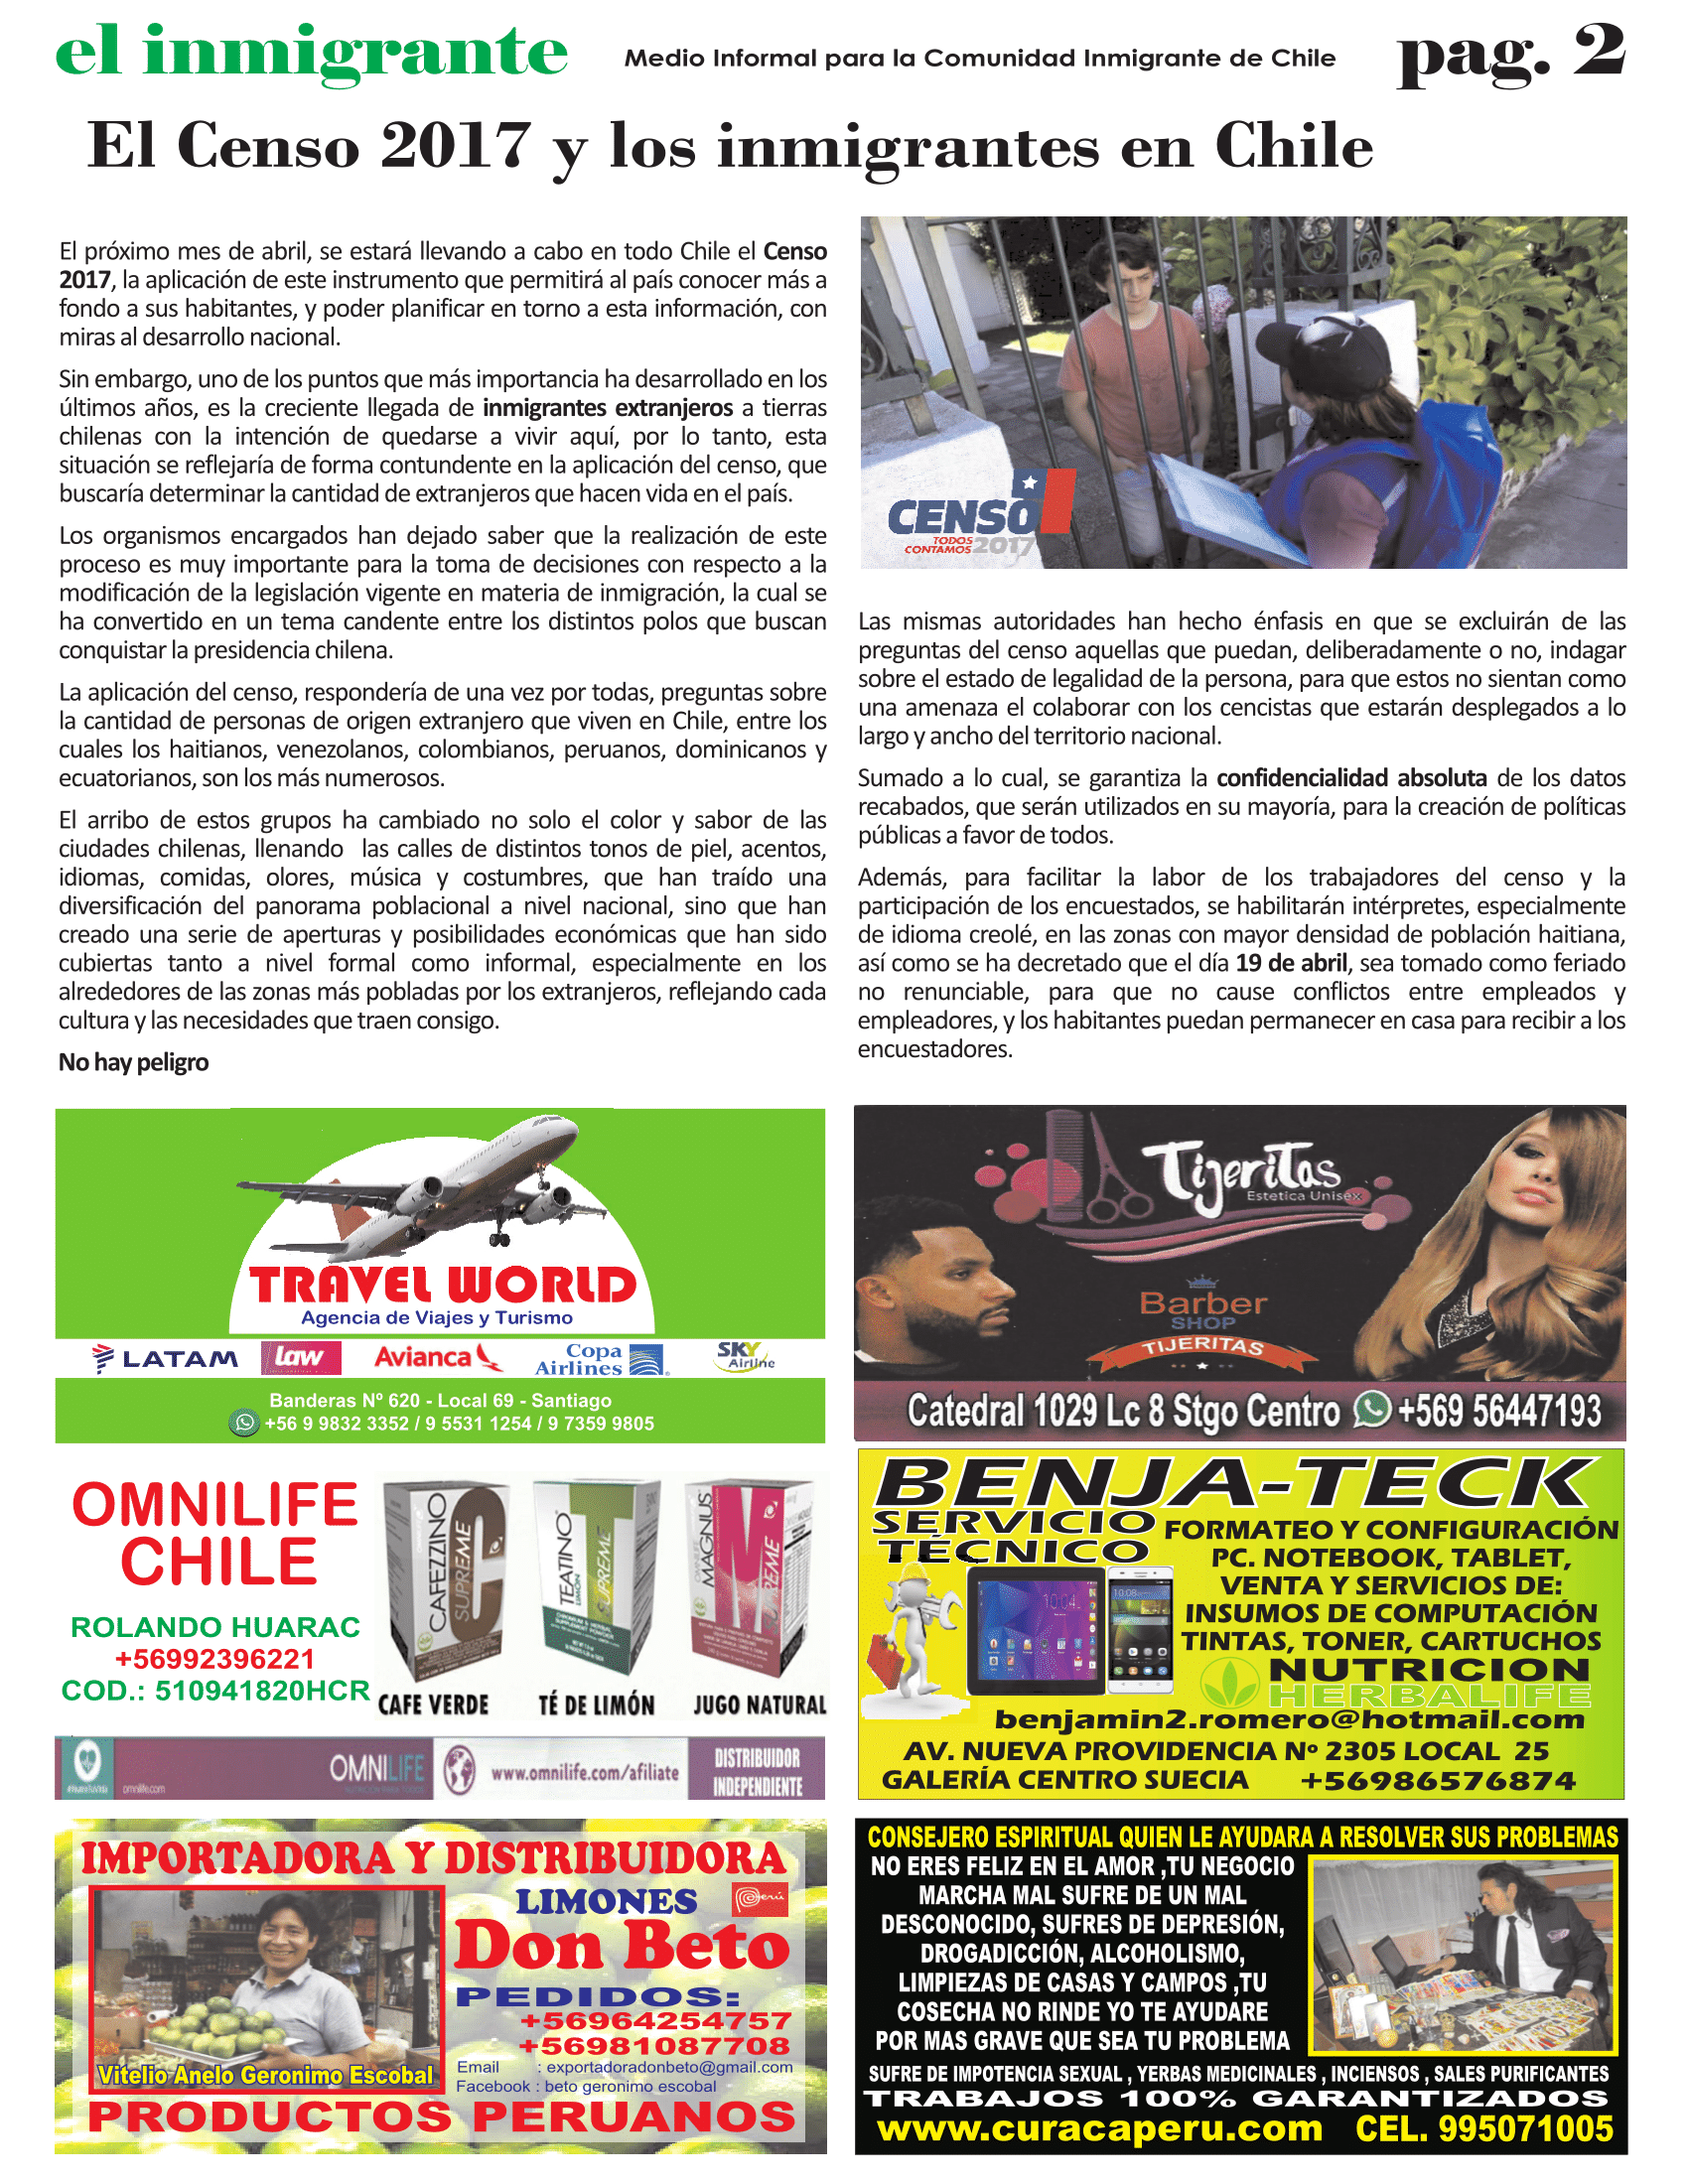 el inmigrante
Medio Informal para la Comunidad Inmigrante de Chile
pag. 2
El Censo 2017 y los inmigrantes en Chile
El próximo mes de abril, se estará llevando a cabo en todo Chile el Censo
2017, la aplicación de este instrumento que permitirá al país conocer más a
fondo a sus habitantes, y poder planificar en torno a esta información, con
miras al desarrollo nacional.
Sin embargo, uno de los puntos que más importancia ha desarrollado en los
últimos años, es la creciente llegada de inmigrantes extranjeros a tierras
chilenas con la intención de quedarse a vivir aquí, por lo tanto, esta
situación se reflejaría de forma contundente en la aplicación del censo, que
buscaría determinar la cantidad de extranjeros que hacen vida en el país.
Los organismos encargados han dejado saber que la realización de este
proceso es muy importante para la toma de decisiones con respecto a la
modificación de la legislación vigente en materia de inmigración, la cual se
ha convertido en un tema candente entre los distintos polos que buscan
conquistar la presidencia chilena.
La aplicación del censo, respondería de una vez por todas, preguntas sobre
la cantidad de personas de origen extranjero que viven en Chile, entre los
cuales los haitianos, venezolanos, colombianos, peruanos, dominicanos y
ecuatorianos, son los más numerosos.
El arribo de estos grupos ha cambiado no solo el color y sabor de las
ciudades chilenas, llenando las calles de distintos tonos de piel, acentos,
idiomas, comidas, olores, música y costumbres, que han traído una
diversificación del panorama poblacional a nivel nacional, sino que han
creado una serie de aperturas y posibilidades económicas que han sido
cubiertas tanto a nivel formal como informal, especialmente en los
alrededores de las zonas más pobladas por los extranjeros, reflejando cada
cultura y las necesidades que traen consigo.
No hay peligro
CENSO
TODOS
CONTAMOS 2017
Las mismas autoridades han hecho énfasis en que se excluirán de las
preguntas del censo aquellas que puedan, deliberadamente o no, indagar
sobre el estado de legalidad de la persona, para que estos no sientan como
una amenaza el colaborar con los cencistas que estarán desplegados a lo
largo y ancho del territorio nacional.
Sumado a lo cual, se garantiza la confidencialidad absoluta de los datos
recabados, que serán utilizados en su mayoría, para la creación de políticas
públicas a favor de todos.
Además, para facilitar la labor de los trabajadores del censo y la
participación de los encuestados, se habilitarán intérpretes, especialmente
de idioma creolé, en las zonas con mayor densidad de población haitiana,
así como se ha decretado que el día 19 de abril, sea tomado como feriado
no renunciable, para que no cause conflictos entre empleados y
empleadores, y los habitantes puedan permanecer en casa para recibir a los
encuestadores.
TRAVEL WORLD
Agencia de Viajes y Turismo
LATAM law Avianca Copa Airlines SKY Airline
Banderas Nº 620 - Local 69 - Santiago
+56 9 9832 3352 / 9 5531 1254 / 9 7359 9805
Tijeritas
Estetica Unisex
Barber
SHOP
TIJERITAS
Catedral 1029 Lc 8 Stgo Centro +569 56447193
OMNILIFE
CHILE
ROLANDO HUARAC
+56992396221
COD.: 510941820HCR
CAFEZZINO
SUPREME
TEATINO
LIMÓN
SUPREME
MAGNUS
SUPREME
CAFE VERDE
TÉ DE LIMÓN
JUGO NATURAL
omnilife.com
OMNILIFE
www.omnilife.com/afiliate
DISTRIBUIDOR
INDEPENDIENTE
BENJA-TECK
SERVICIO
TÉCNICO
FORMATEO Y CONFIGURACIÓN
PC. NOTEBOOK, TABLET,
VENTA Y SERVICIOS DE:
INSUMOS DE COMPUTACIÓN
TINTAS, TONER, CARTUCHOS
10:04
10:08
NUTRICION
HERBALIFE
benjamin2.romero@hotmail.com
AV. NUEVA PROVIDENCIA Nº 2305 LOCAL 25
GALERÍA CENTRO SUECIA +56986576874
IMPORTADORA Y DISTRIBUIDORA
LIMONES
Perú
Don Beto
PEDIDOS:
+56964254757
+56981087708
Email : exportadoradonbeto@gmail.com
Facebook : beto geronimo escobal
Vitelio Anelo Geronimo Escobal
PRODUCTOS PERUANOS
CONSEJERO ESPIRITUAL QUIEN LE AYUDARA A RESOLVER SUS PROBLEMAS
NO ERES FELIZ EN EL AMOR ,TU NEGOCIO
MARCHA MAL SUFRE DE UN MAL
DESCONOCIDO, SUFRES DE DEPRESIÓN,
DROGADICCIÓN, ALCOHOLISMO,
LIMPIEZAS DE CASAS Y CAMPOS ,TU
COSECHA NO RINDE YO TE AYUDARE
POR MAS GRAVE QUE SEA TU PROBLEMA
SUFRE DE IMPOTENCIA SEXUAL , YERBAS MEDICINALES , INCIENSOS , SALES PURIFICANTES
TRABAJOS 100% GARANTIZADOS
www.curacaperu.com CEL. 995071005